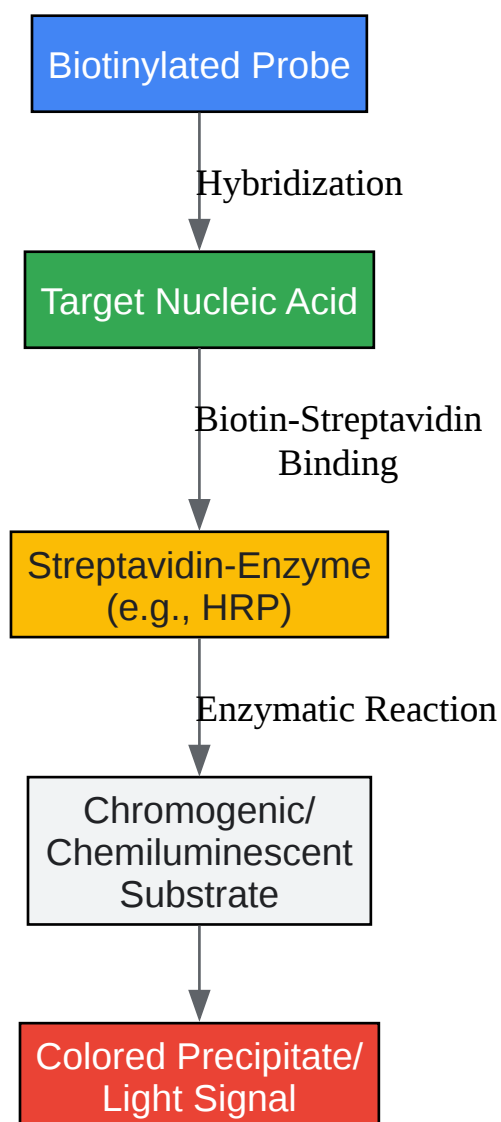 Biotinylated Probe
Hybridization
Target Nucleic Acid
Biotin-Streptavidin
Binding
Streptavidin-Enzyme
(e.g., HRP)
Enzymatic Reaction
Chromogenic/
Chemiluminescent
Substrate
Colored Precipitate/
Light Signal